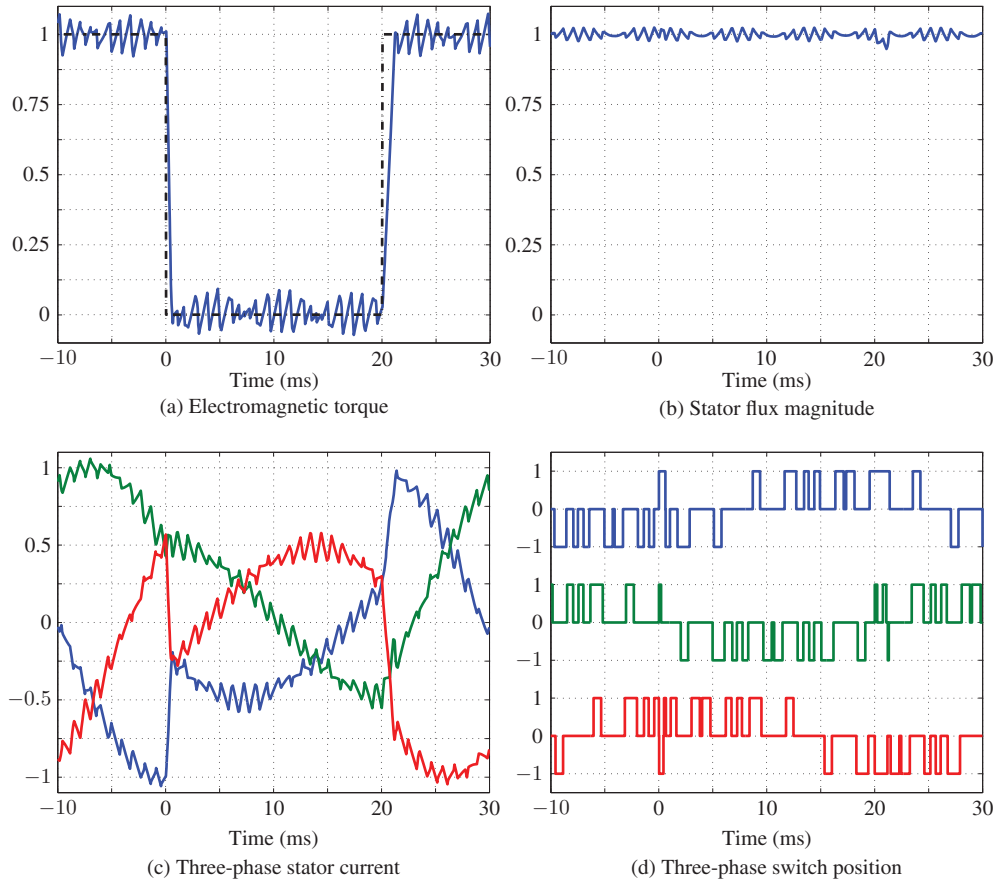 1
0.75
0.5
0.25
0
−10 0 10 20 30
Time (ms)
(a) Electromagnetic torque
1
0.75
0.5
0.25
0
−10 0 10 20 30
Time (ms)
(b) Stator flux magnitude
1
0.5
0
−0.5
−1
−10 0 10 20 30
Time (ms)
(c) Three-phase stator current
1
0
−1
1
0
−1
1
0
−1
−10 0 10 20 30
Time (ms)
(d) Three-phase switch position